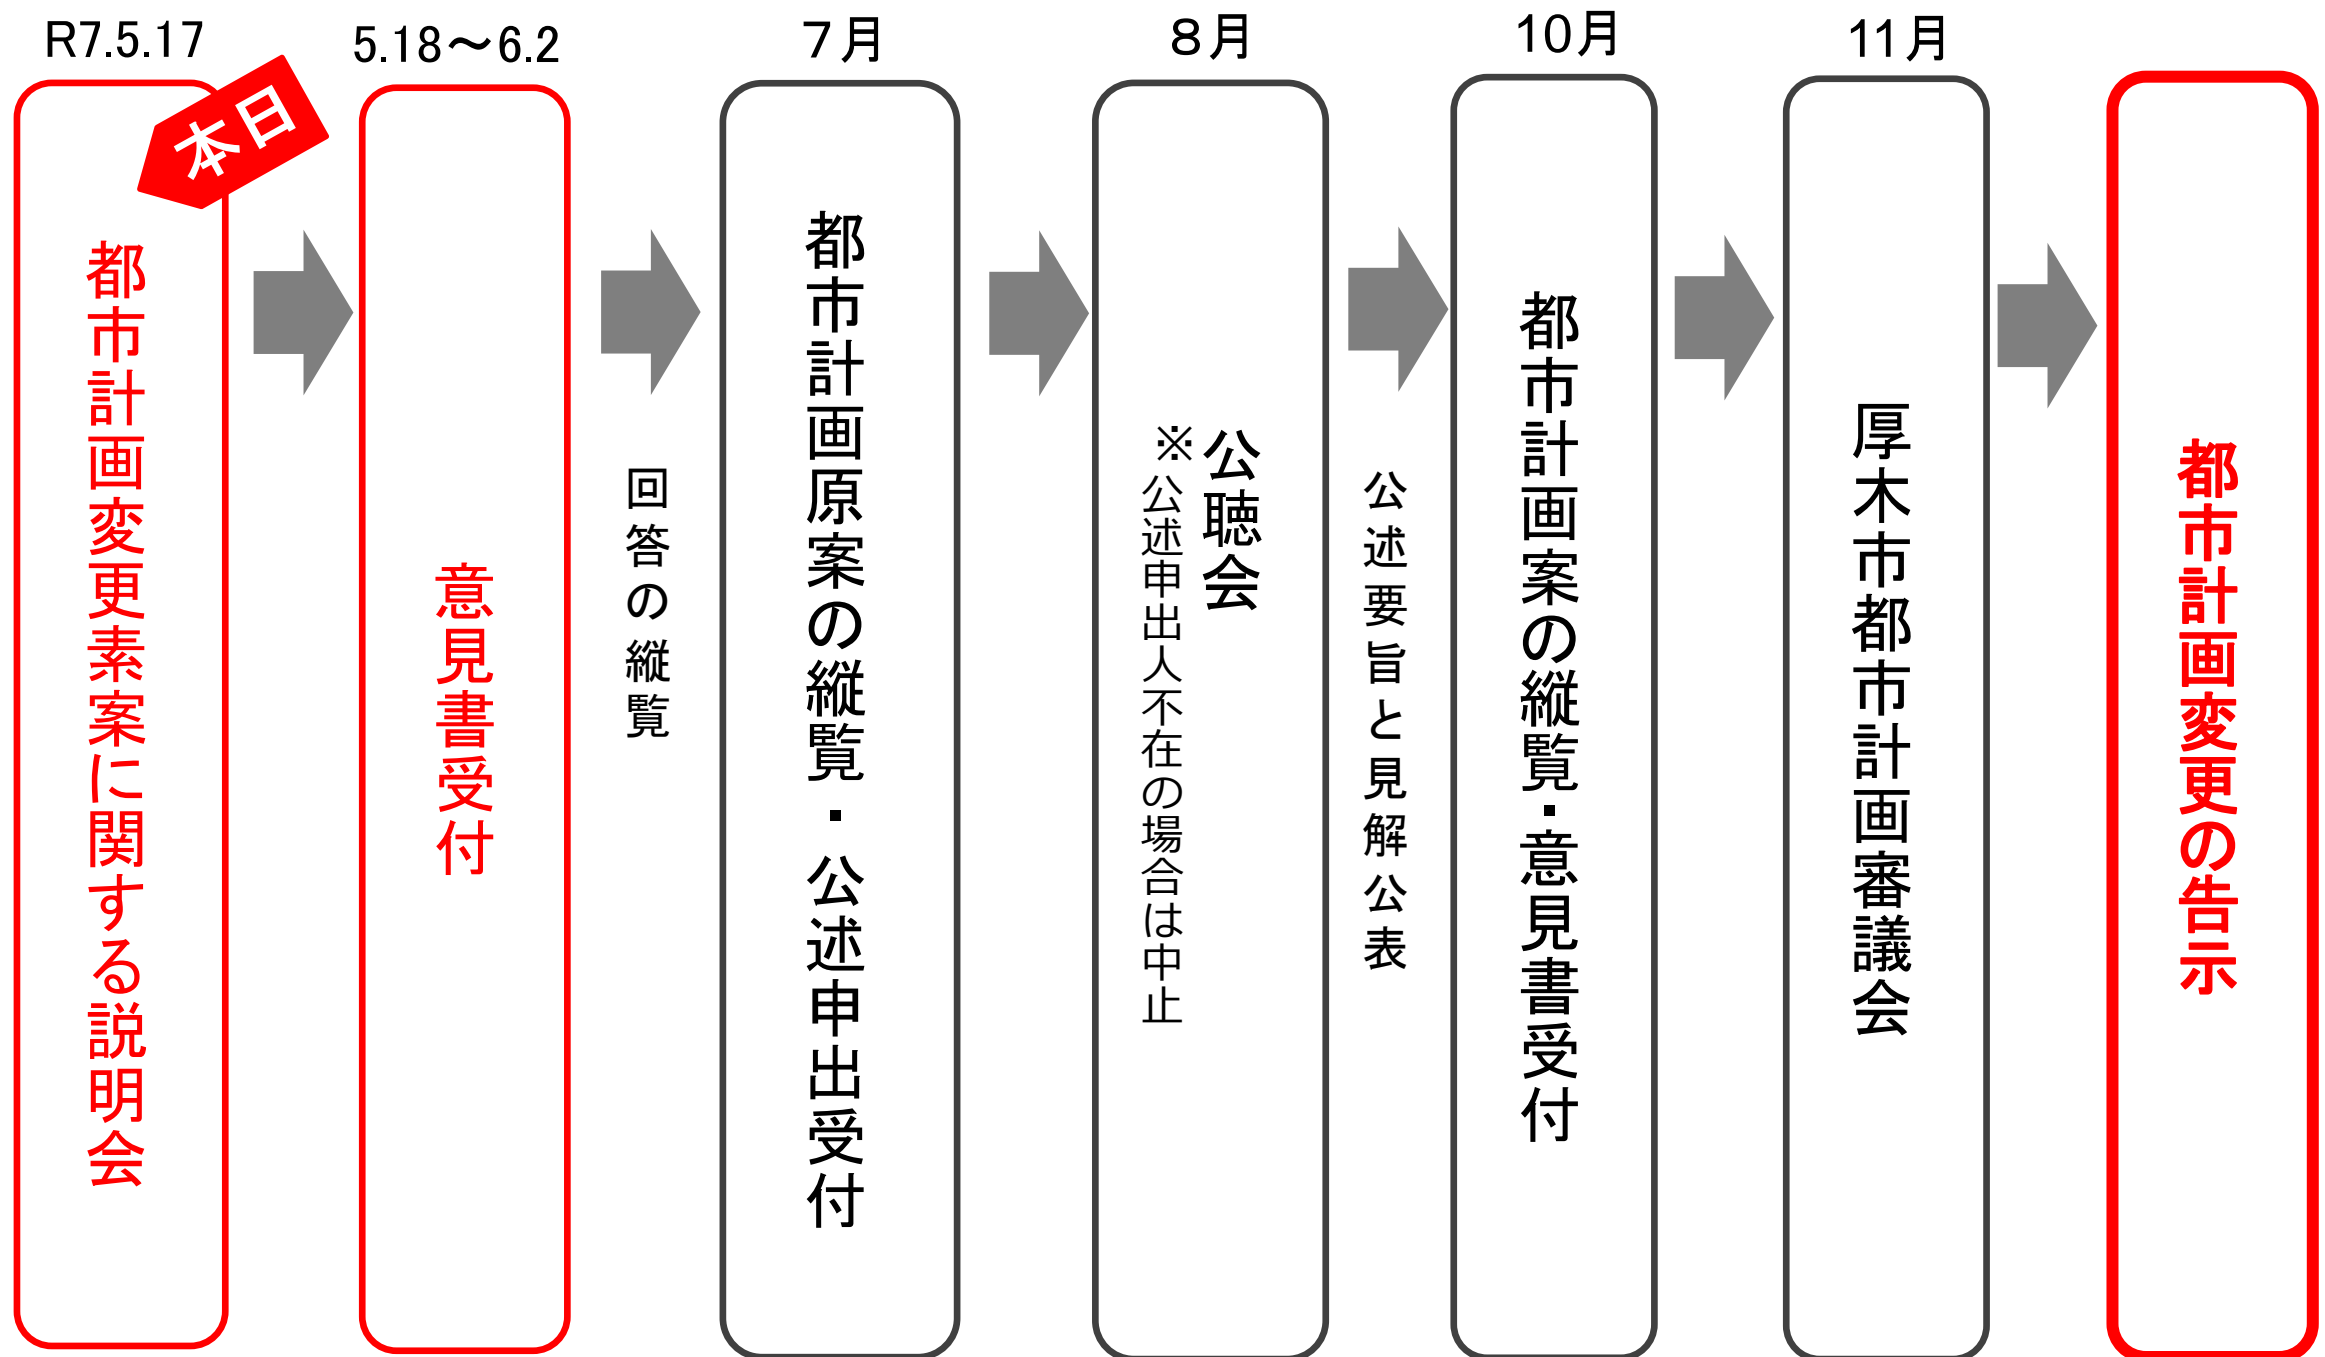 R7.5.17
本日
都市計画変更素案に関する説明会
5.18～6.2
意見書受付
回答の縦覧
７月
都市計画原案の縦覧・公述申出受付
８月
公聴会
※公述申出人不在の場合は中止
公述要旨と見解公表
10月
都市計画案の縦覧・意見書受付
11月
厚木市都市計画審議会
都市計画変更の告示